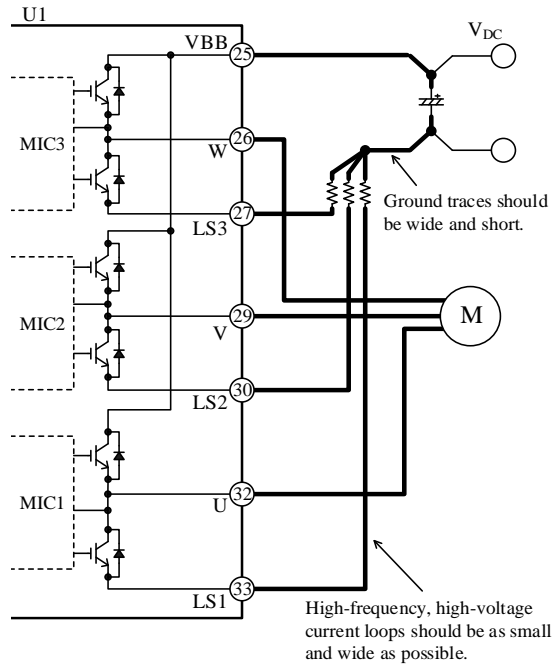 U1
VBB
25
V_DC
MIC3
W
26
LS3
27
Ground traces should
be wide and short.
MIC2
V
29
M
LS2
30
MIC1
U
32
LS1
33
High-frequency, high-voltage
current loops should be as small
and wide as possible.